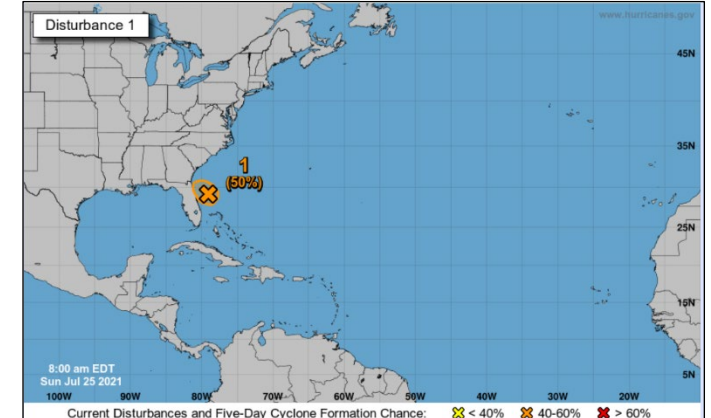 Disturbance 1
www.hurricanes.gov
45N
35N
1
(50%)
25N
15N
5N
8:00 am EDT
Sun Jul 25 2021
100W 90W 80W 70W 60W 50W 40W 30W 20W
Current Disturbances and Five-Day Cyclone Formation Chance: < 40% 40-60% > 60%